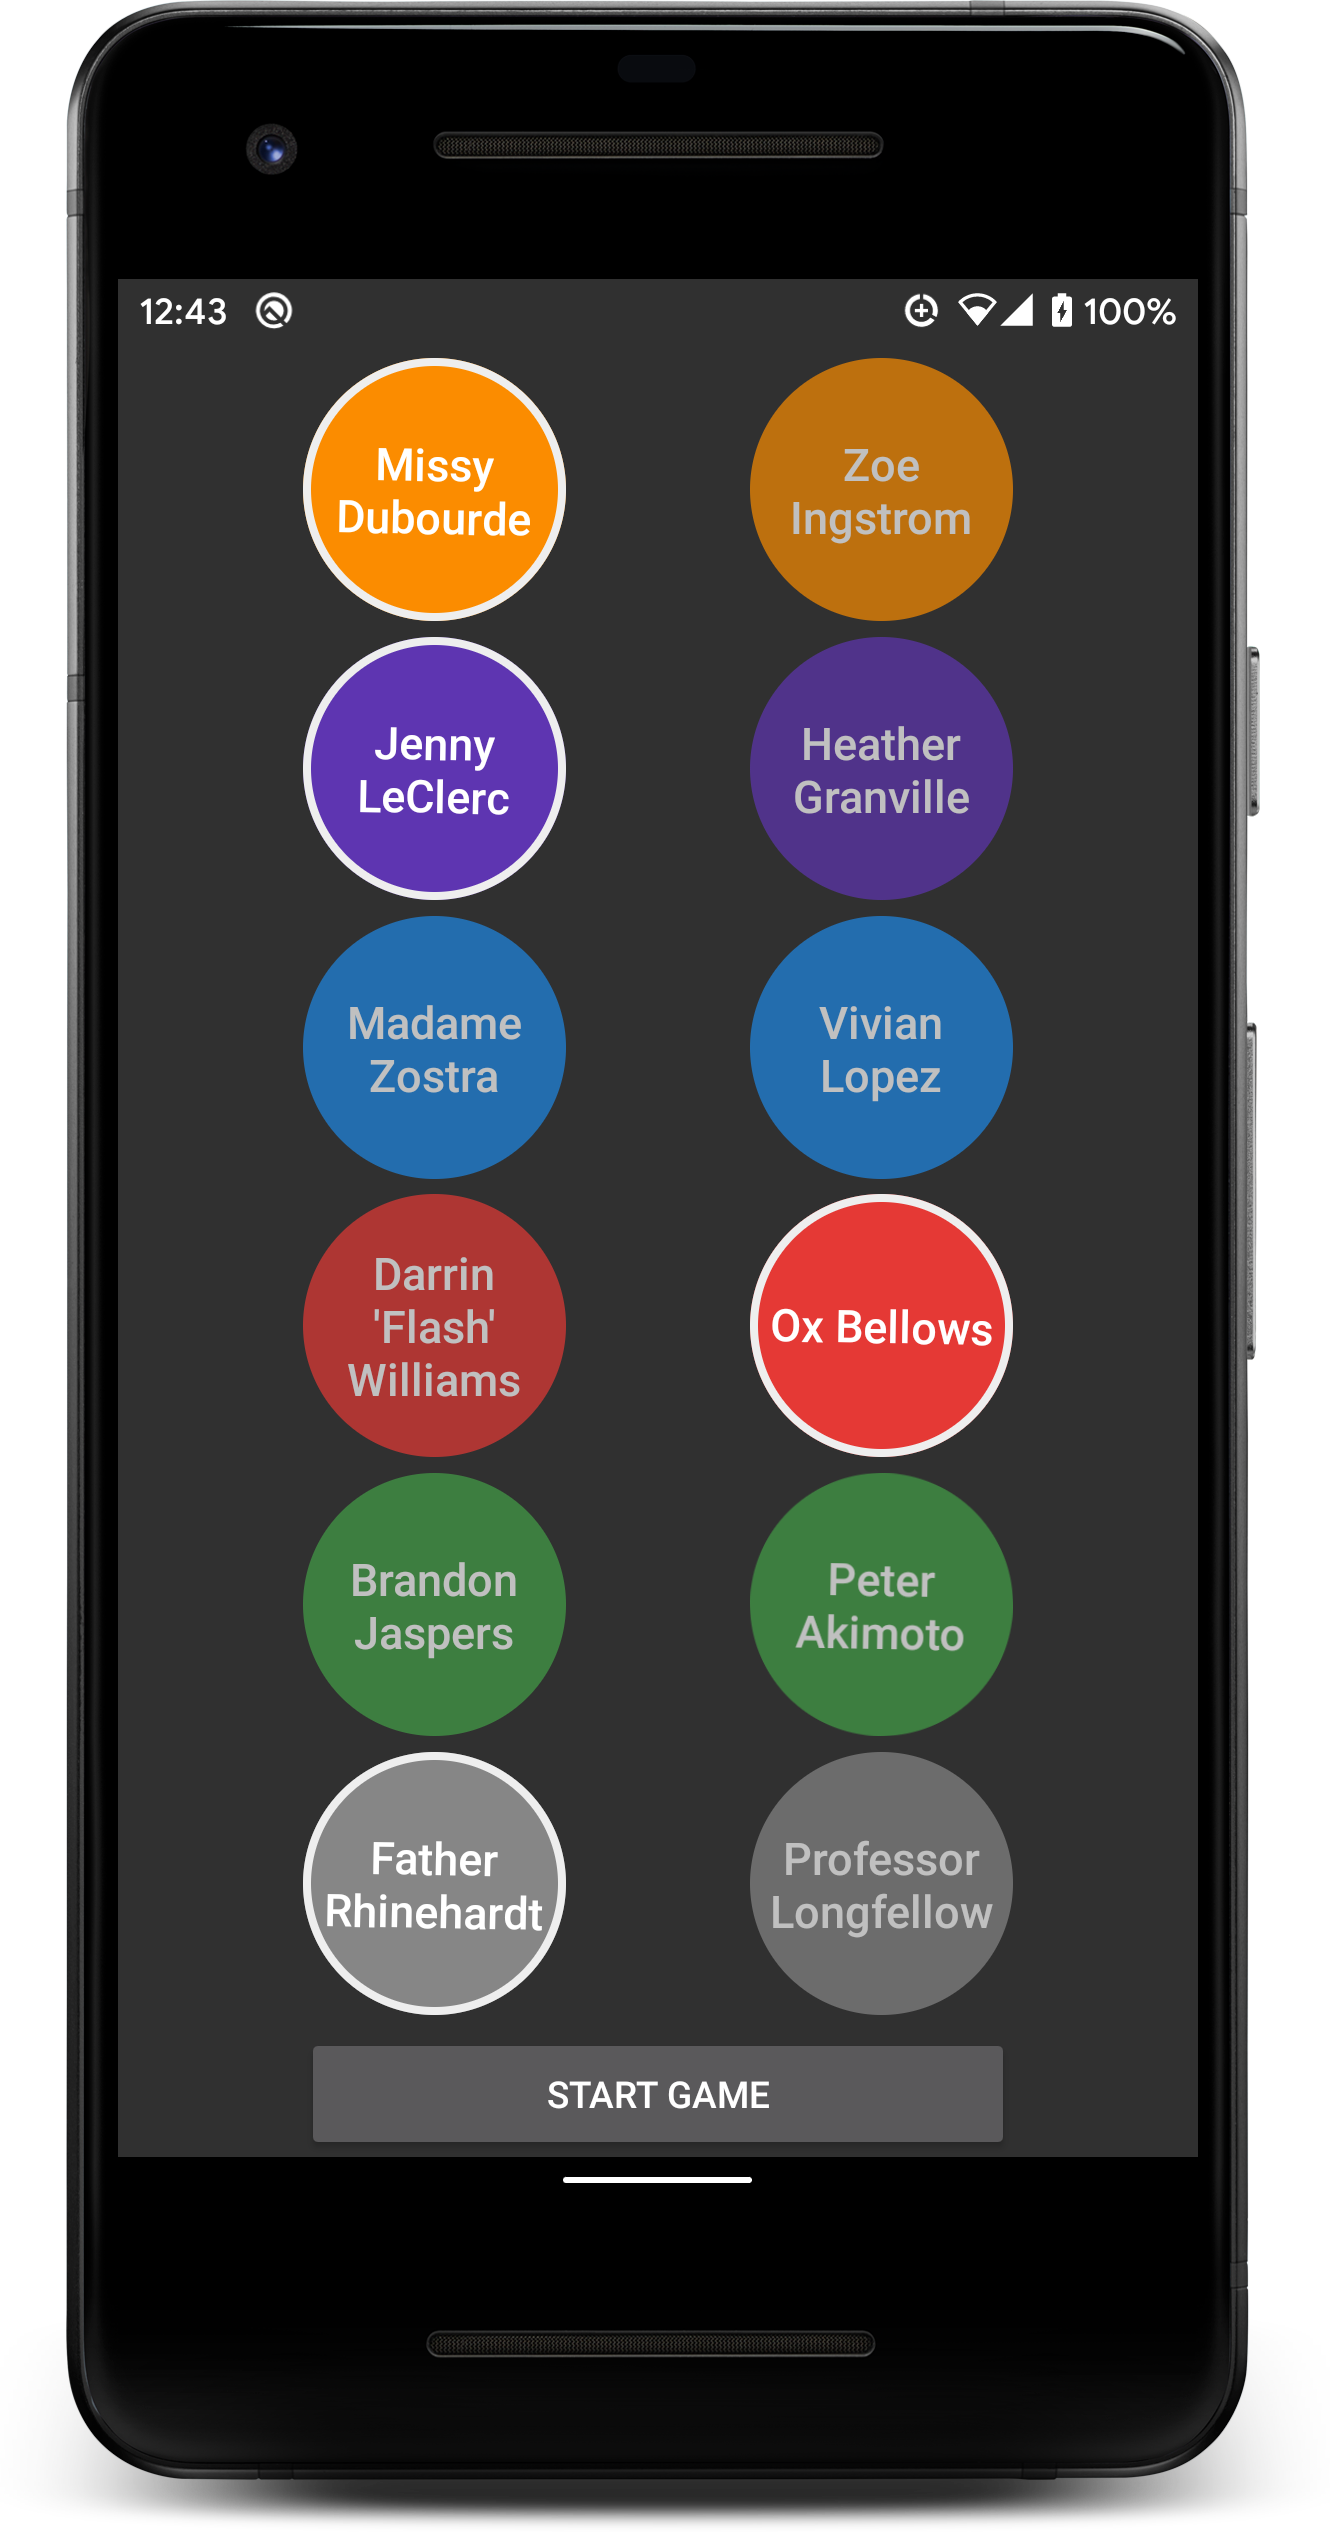 12:43
100%
Missy
Dubourde
Zoe
Ingstrom
Jenny
LeClerc
Heather
Granville
Madame
Zostra
Vivian
Lopez
Darrin
'Flash'
Williams
Ox Bellows
Brandon
Jaspers
Peter
Akimoto
Father
Rhinehardt
Professor
Longfellow
START GAME